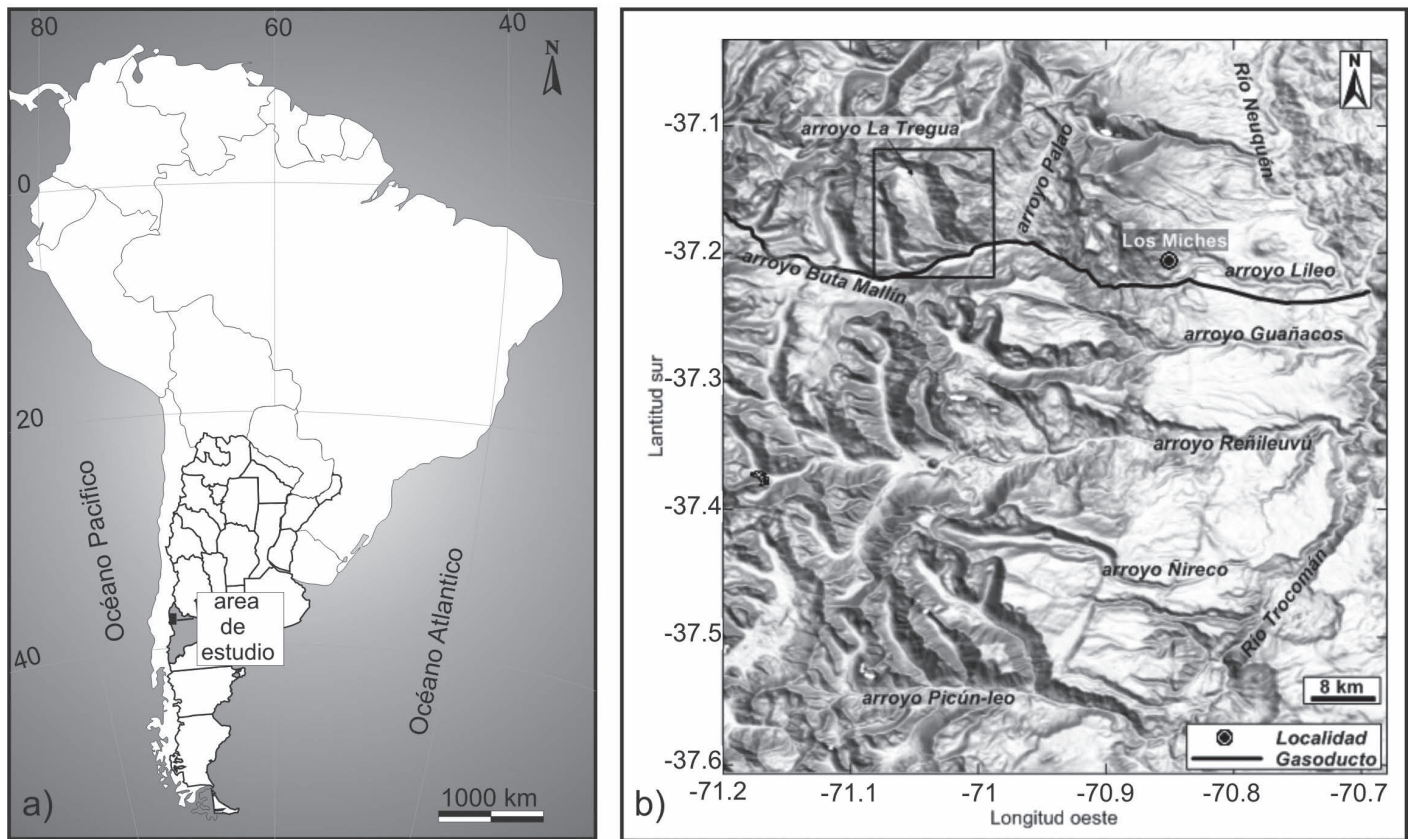 80
60
40
N
0
20
40
Océano Pacifico
Océano Atlantico
area
de
estudio
1000 km
a)
N
-37.1
-37.2
-37.3
-37.4
-37.5
-37.6
Lantitud sur
arroyo La Tregua
arroyo Palao
Río Neuquén
Los Miches
arroyo Lileo
arroyo Buta Mallín
arroyo Guañacos
arroyo Reñileuvú
arroyo Ñireco
Río Trocomán
arroyo Picún-leo
8 km
Localidad
Gasoducto
-71.2
-71.1
-71
-70.9
-70.8
-70.7
Longitud oeste
b)